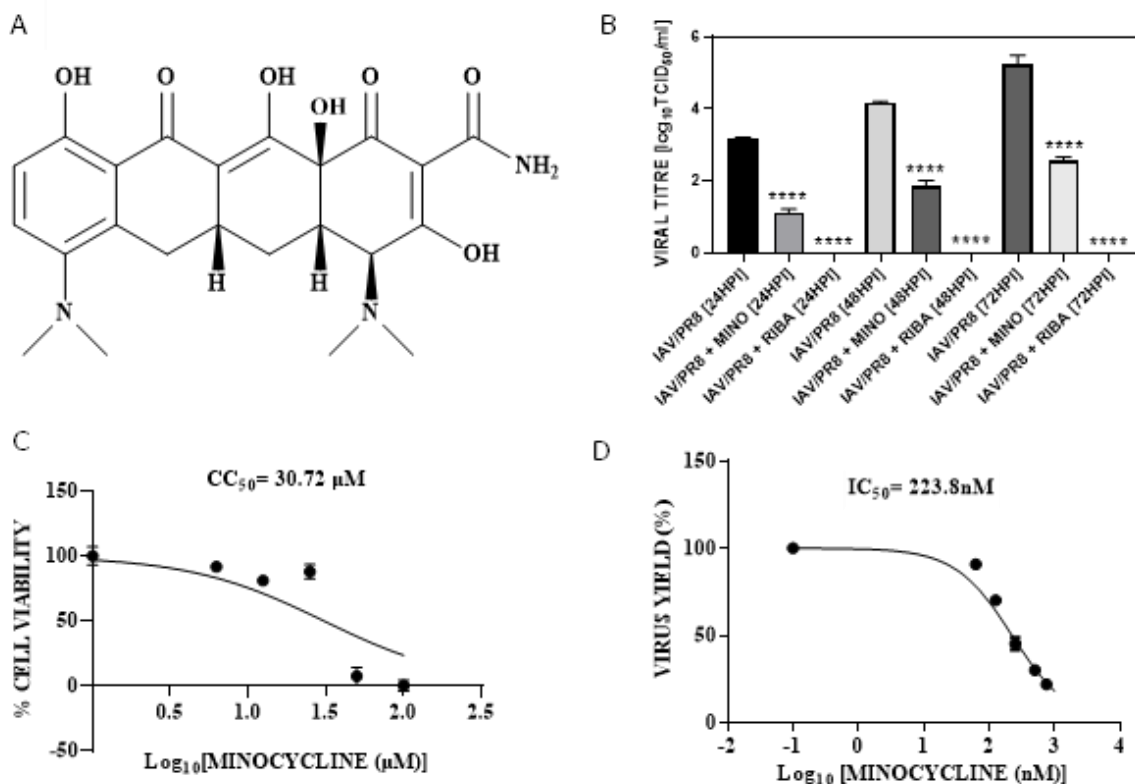 A
OH
O
OH
O
O
OH
NH₂
OH
H
H
N
N
B
VIRAL TITRE [log₁₀TCID₅₀/ml]
6
4
2
0
****
****
****
****
****
****
IAV/PR8 [24HPI]
IAV/PR8 + MINO [24HPI]
IAV/PR8 + RIBA [24HPI]
IAV/PR8 [48HPI]
IAV/PR8 + MINO [48HPI]
IAV/PR8 + RIBA [48HPI]
IAV/PR8 [72HPI]
IAV/PR8 + MINO [72HPI]
IAV/PR8 + RIBA [72HPI]
C
CC₅₀= 30.72 µM
% CELL VIABILITY
150
100
50
0
-50
0.5 1.0 1.5 2.0 2.5
Log₁₀[MINOCYCLINE (µM)]
D
IC₅₀= 223.8nM
VIRUS YIELD (%)
150
100
50
0
-2 -1 0 1 2 3 4
Log₁₀ [MINOCYCLINE (nM)]